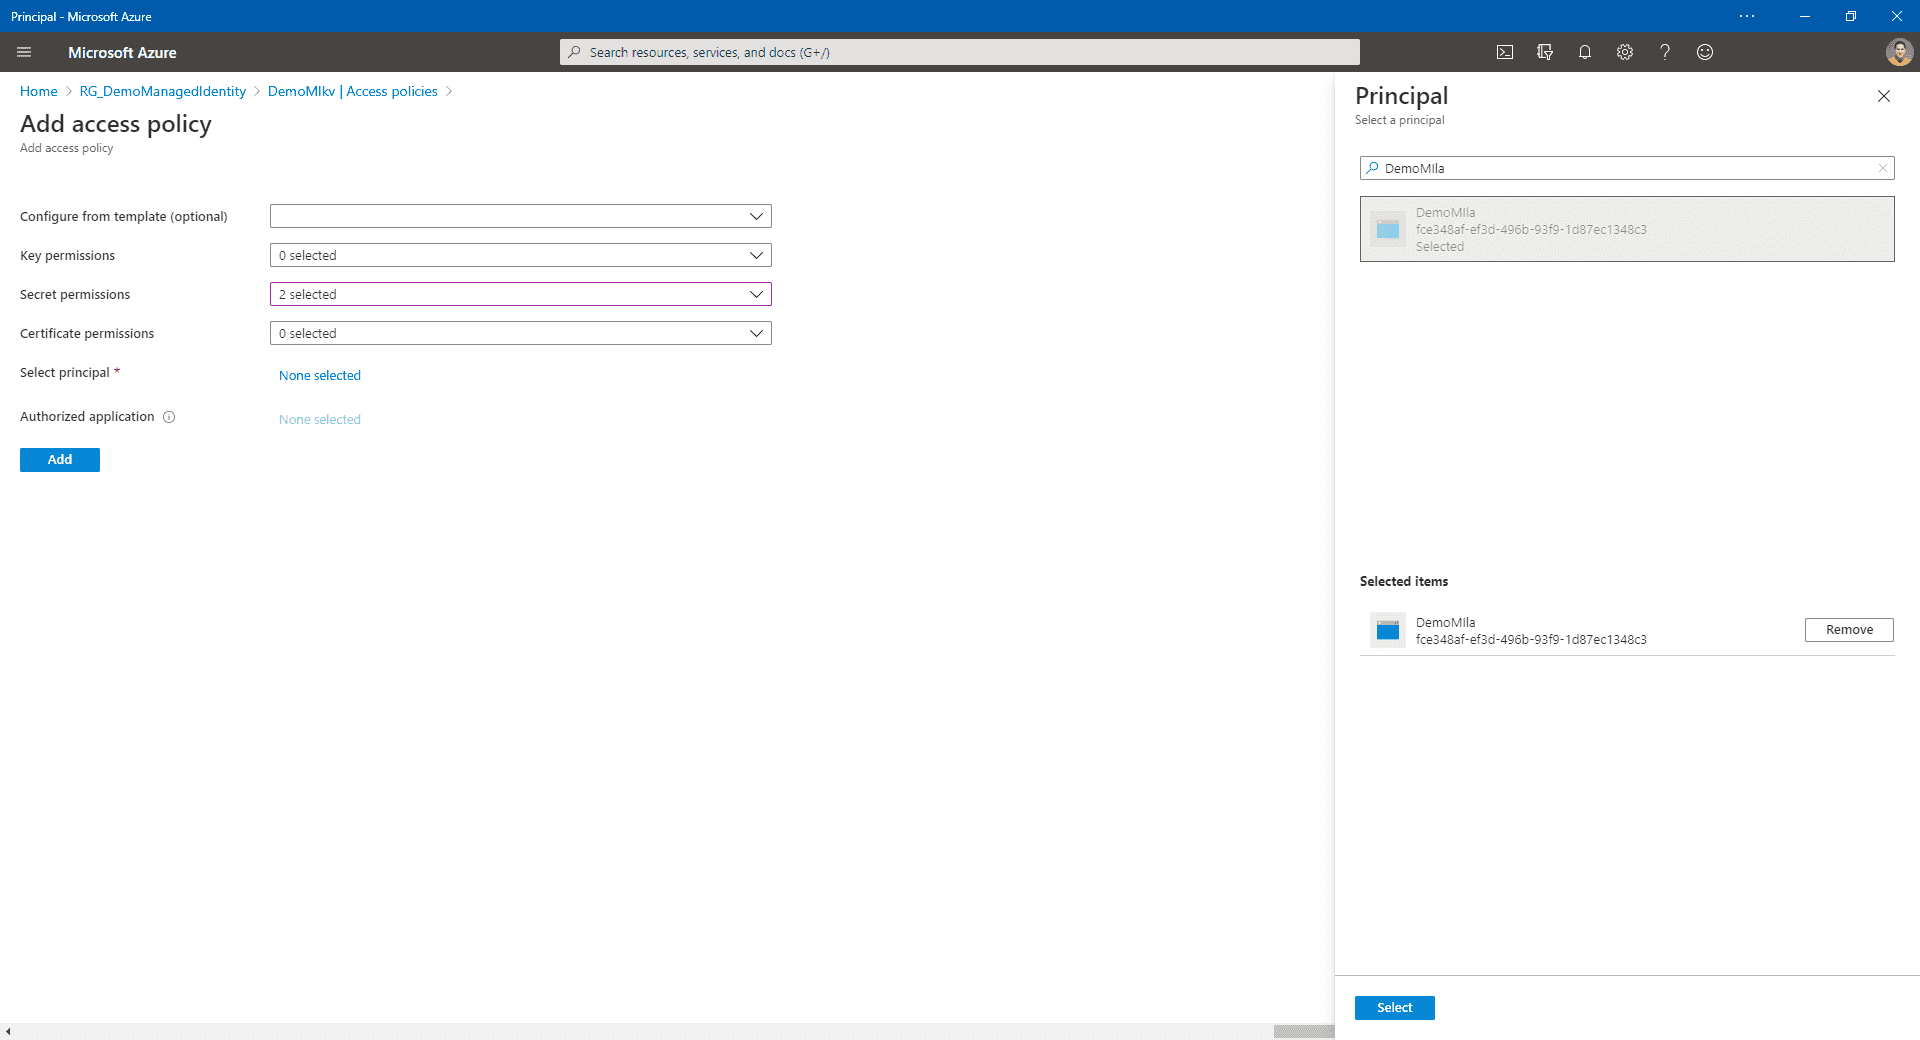 Principal - Microsoft Azure
Microsoft Azure
Search resources, services, and docs (G+/)
Home > RG_DemoManagedIdentity > DemoMIkv | Access policies >
Add access policy
Add access policy
Configure from template (optional)
Key permissions
0 selected
Secret permissions
2 selected
Certificate permissions
0 selected
Select principal *
None selected
Authorized application
None selected
Add
Principal
Select a principal
DemoMIla
DemoMIla
fce348af-ef3d-496b-93f9-1d87ec1348c3
Selected
Selected items
DemoMIla
fce348af-ef3d-496b-93f9-1d87ec1348c3
Remove
Select